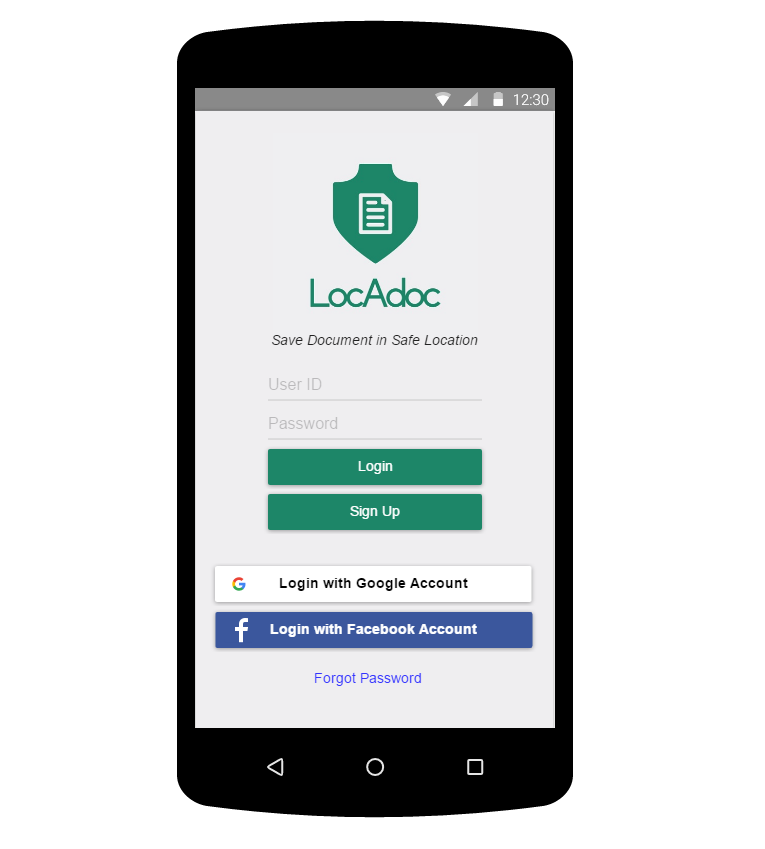 12:30
LocAdoc
Save Document in Safe Location
User ID
Password
Login
Sign Up
G Login with Google Account
f Login with Facebook Account
Forgot Password